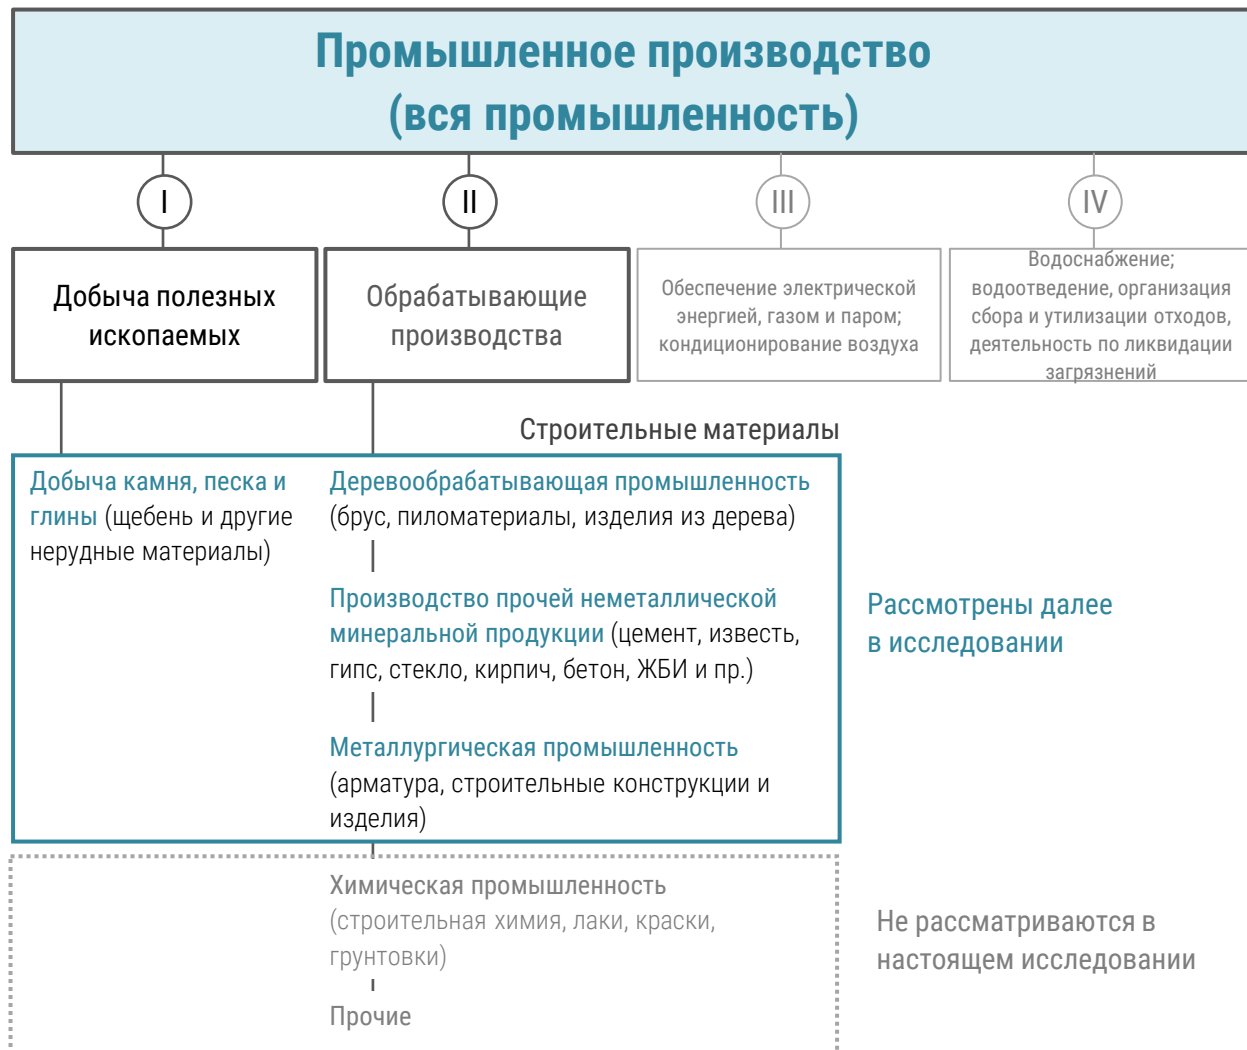 Промышленное производство
(вся промышленность)
I
II
III
IV
Добыча полезных
ископаемых
Обрабатывающие
производства
Обеспечение электрической
энергией, газом и паром;
кондиционирование воздуха
Водоснабжение;
водоотведение, организация
сбора и утилизации отходов,
деятельность по ликвидации
загрязнений
Строительные материалы
Добыча камня, песка и
глины (щебень и другие
нерудные материалы)
Деревообрабатывающая промышленность
(брус, пиломатериалы, изделия из дерева)
Производство прочей неметаллической
минеральной продукции (цемент, известь,
гипс, стекло, кирпич, бетон, ЖБИ и пр.)
Металлургическая промышленность
(арматура, строительные конструкции и
изделия)
Рассмотрены далее
в исследовании
Химическая промышленность
(строительная химия, лаки, краски,
грунтовки)
Прочие
Не рассматриваются в
настоящем исследовании